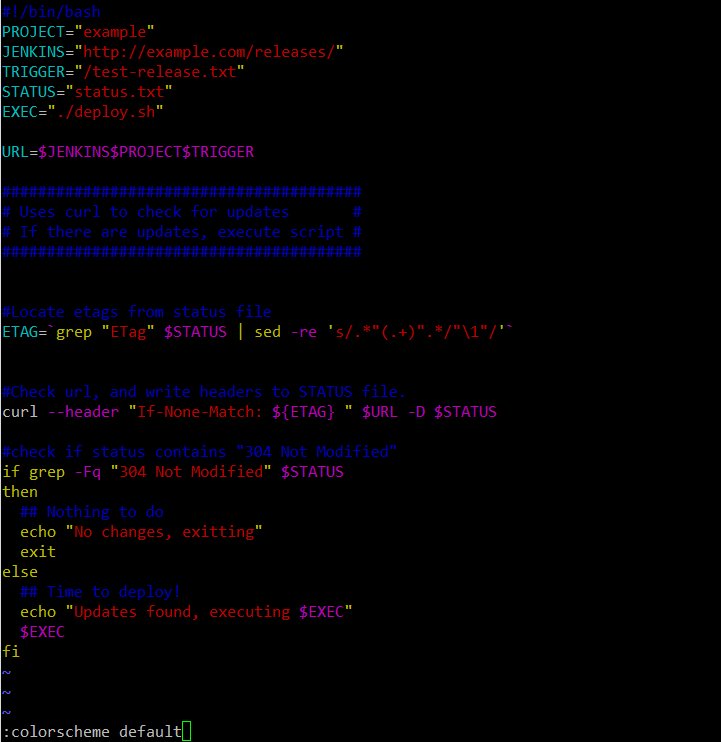 #!/bin/bash
PROJECT="example"
JENKINS="http://example.com/releases/"
TRIGGER="/test-release.txt"
STATUS="status.txt"
EXEC="./deploy.sh"

URL=$JENKINS$PROJECT$TRIGGER

########################################
# Uses curl to check for updates       #
# If there are updates, execute script #
########################################


#Locate etags from status file
ETAG=`grep "ETag" $STATUS | sed -re 's/.*"(.+)".*/"\1"/'`


#Check url, and write headers to STATUS file.
curl --header "If-None-Match: ${ETAG} " $URL -D $STATUS

#check if status contains "304 Not Modified"
if grep -Fq "304 Not Modified" $STATUS
then
  ## Nothing to do
  echo "No changes, exitting"
  exit
else
  ## Time to deploy!
  echo "Updates found, executing $EXEC"
  $EXEC
fi
~
~
~
:colorscheme default